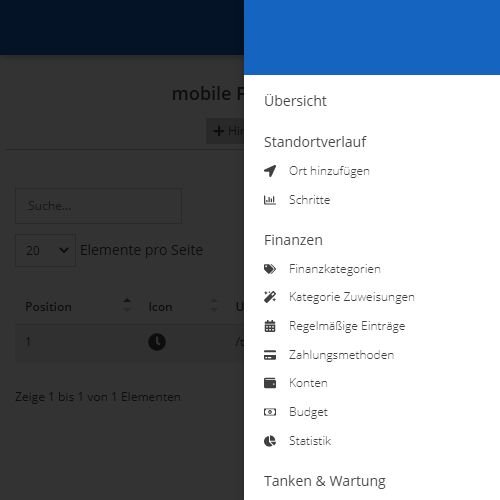 mobile F
Hin
Suche...
20 Elemente pro Seite
Position Icon U
1
Zeige 1 bis 1 von 1 Elementen
Übersicht
Standortverlauf
Ort hinzufügen
Schritte
Finanzen
Finanzkategorien
Kategorie Zuweisungen
Regelmäßige Einträge
Zahlungsmethoden
Konten
Budget
Statistik
Tanken & Wartung